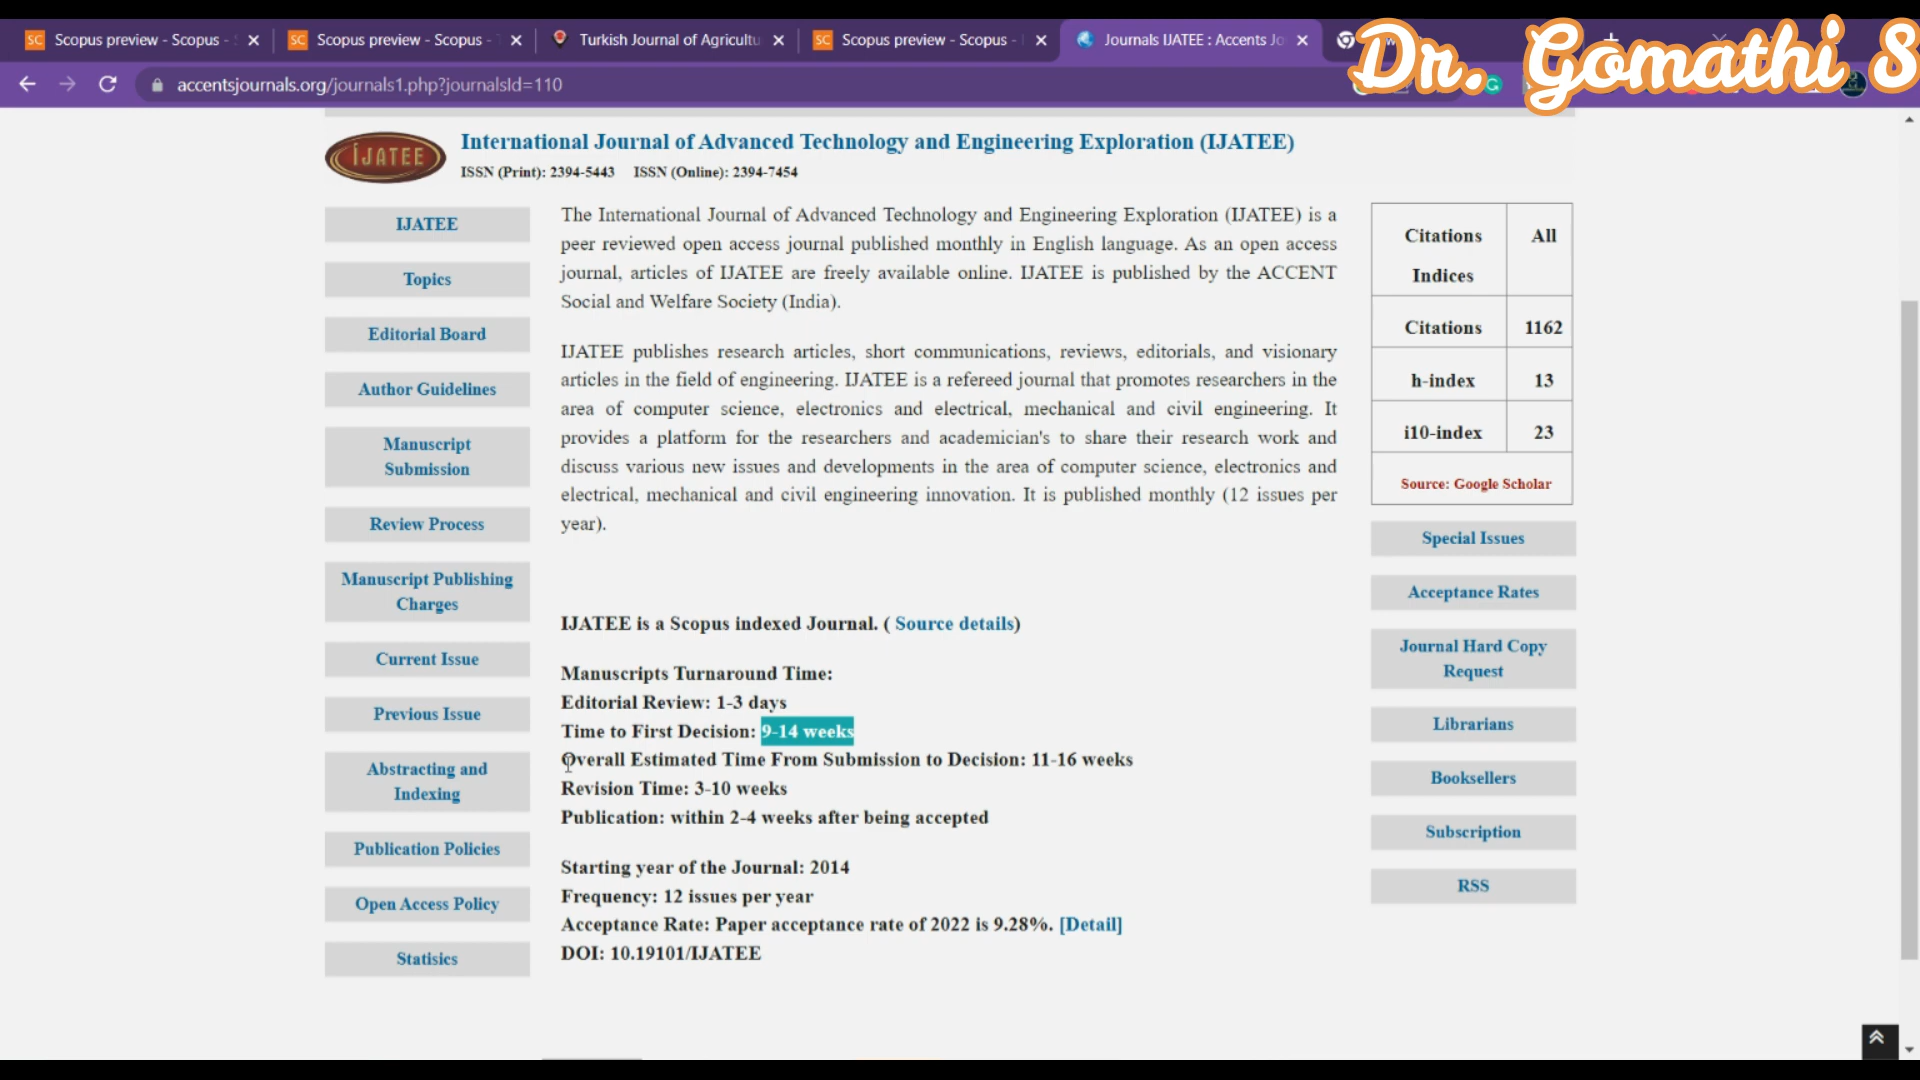 Scopus preview - Scopus -
Scopus preview - Scopus -
Turkish Journal of Agricultu
Scopus preview - Scopus -
Journals IJATEE : Accents Jo
Dr. Gomathi S
accentsjournals.org/journals1.php?journalsId=110
IJATEE
International Journal of Advanced Technology and Engineering Exploration (IJATEE)
ISSN (Print): 2394-5443 ISSN (Online): 2394-7454
IJATEE
Topics
Editorial Board
Author Guidelines
Manuscript
Submission
Review Process
Manuscript Publishing
Charges
Current Issue
Previous Issue
Abstracting and
Indexing
Publication Policies
Open Access Policy
Statisics
The International Journal of Advanced Technology and Engineering Exploration (IJATEE) is a
peer reviewed open access journal published monthly in English language. As an open access
journal, articles of IJATEE are freely available online. IJATEE is published by the ACCENT
Social and Welfare Society (India).
IJATEE publishes research articles, short communications, reviews, editorials, and visionary
articles in the field of engineering. IJATEE is a refereed journal that promotes researchers in the
area of computer science, electronics and electrical, mechanical and civil engineering. It
provides a platform for the researchers and academician's to share their research work and
discuss various new issues and developments in the area of computer science, electronics and
electrical, mechanical and civil engineering innovation. It is published monthly (12 issues per
year).
IJATEE is a Scopus indexed Journal. ( Source details)
Manuscripts Turnaround Time:
Editorial Review: 1-3 days
Time to First Decision: 9-14 weeks
Overall Estimated Time From Submission to Decision: 11-16 weeks
Revision Time: 3-10 weeks
Publication: within 2-4 weeks after being accepted
Starting year of the Journal: 2014
Frequency: 12 issues per year
Acceptance Rate: Paper acceptance rate of 2022 is 9.28%. [Detail]
DOI: 10.19101/IJATEE
Citations All
Indices
Citations 1162
h-index 13
i10-index 23
Source: Google Scholar
Special Issues
Acceptance Rates
Journal Hard Copy
Request
Librarians
Booksellers
Subscription
RSS